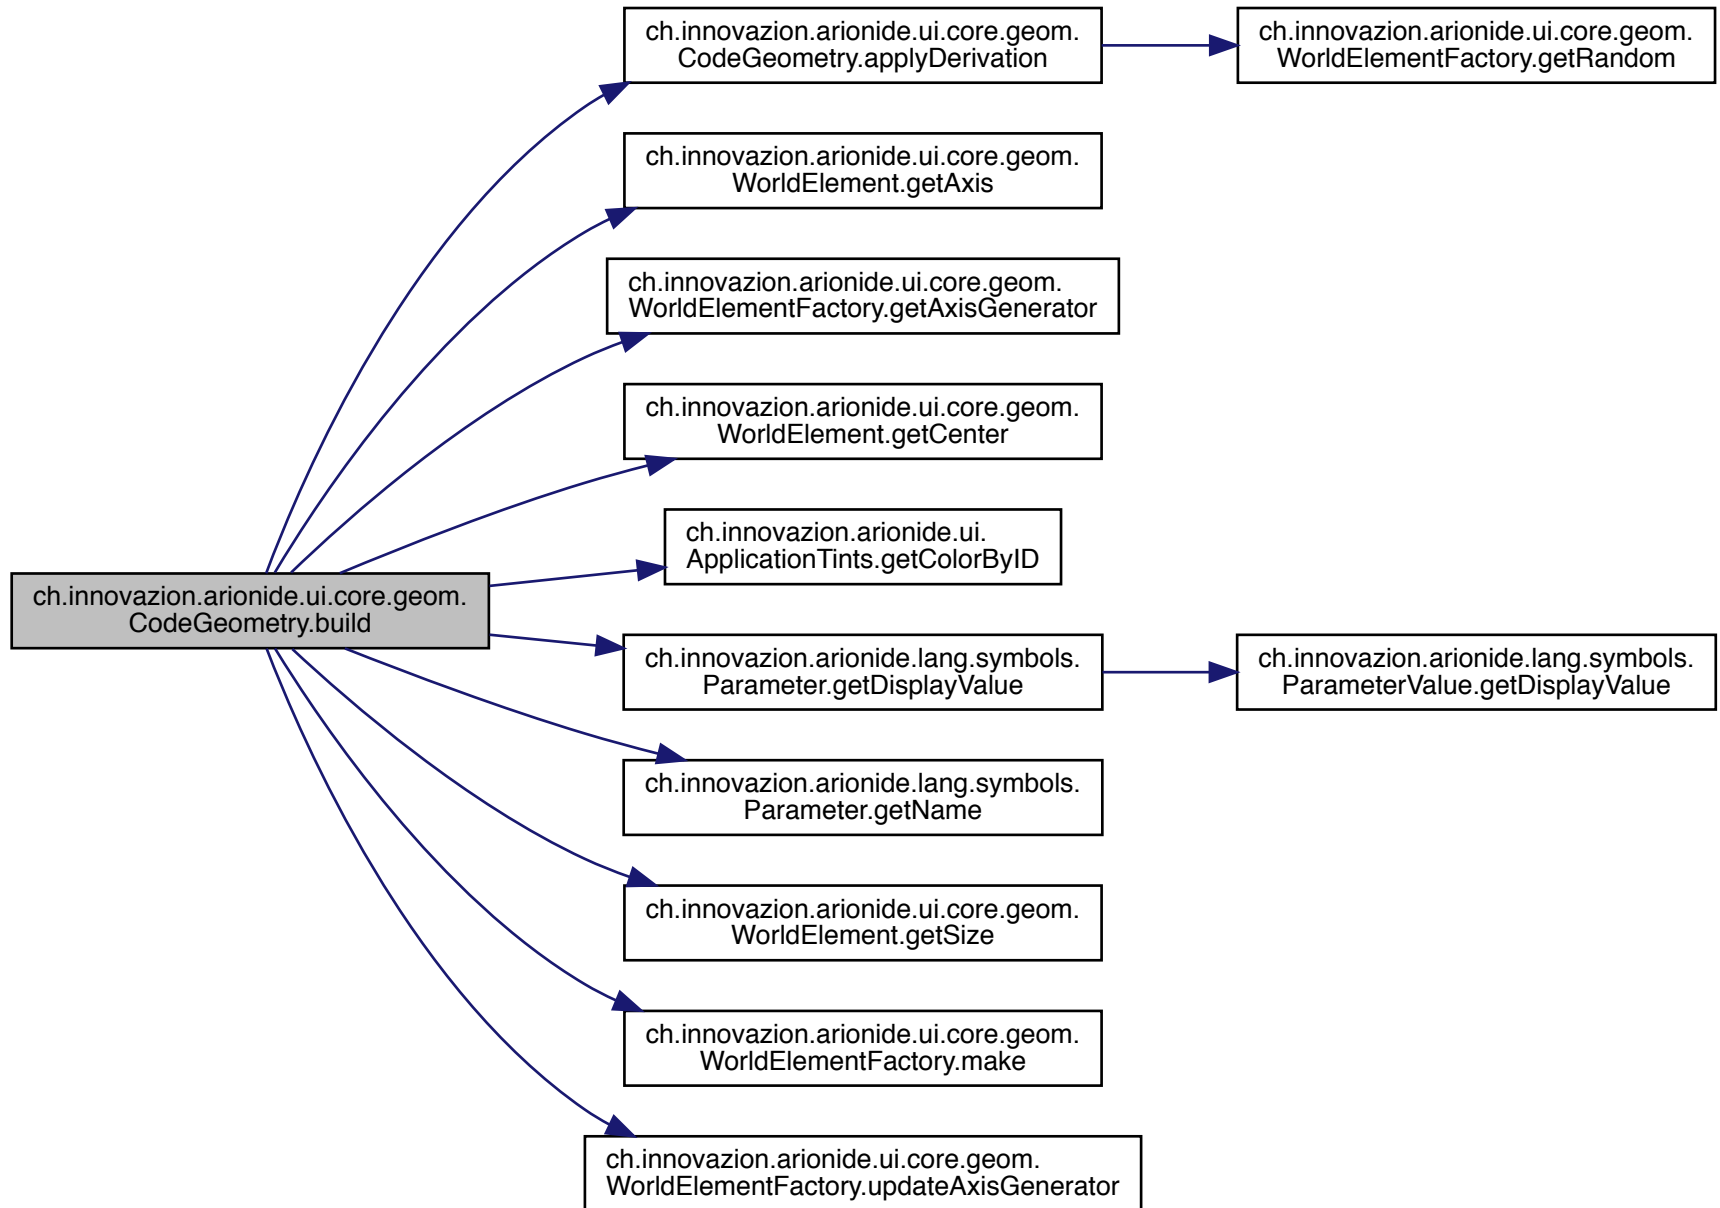 ch.innovazion.arionide.ui.core.geom.
CodeGeometry.applyDerivation
ch.innovazion.arionide.ui.core.geom.
WorldElementFactory.getRandom
ch.innovazion.arionide.ui.core.geom.
WorldElement.getAxis
ch.innovazion.arionide.ui.core.geom.
WorldElementFactory.getAxisGenerator
ch.innovazion.arionide.ui.core.geom.
WorldElement.getCenter
ch.innovazion.arionide.ui.
ApplicationTints.getColorByID
ch.innovazion.arionide.ui.core.geom.
CodeGeometry.build
ch.innovazion.arionide.lang.symbols.
Parameter.getDisplayValue
ch.innovazion.arionide.lang.symbols.
ParameterValue.getDisplayValue
ch.innovazion.arionide.lang.symbols.
Parameter.getName
ch.innovazion.arionide.ui.core.geom.
WorldElement.getSize
ch.innovazion.arionide.ui.core.geom.
WorldElementFactory.make
ch.innovazion.arionide.ui.core.geom.
WorldElementFactory.updateAxisGenerator